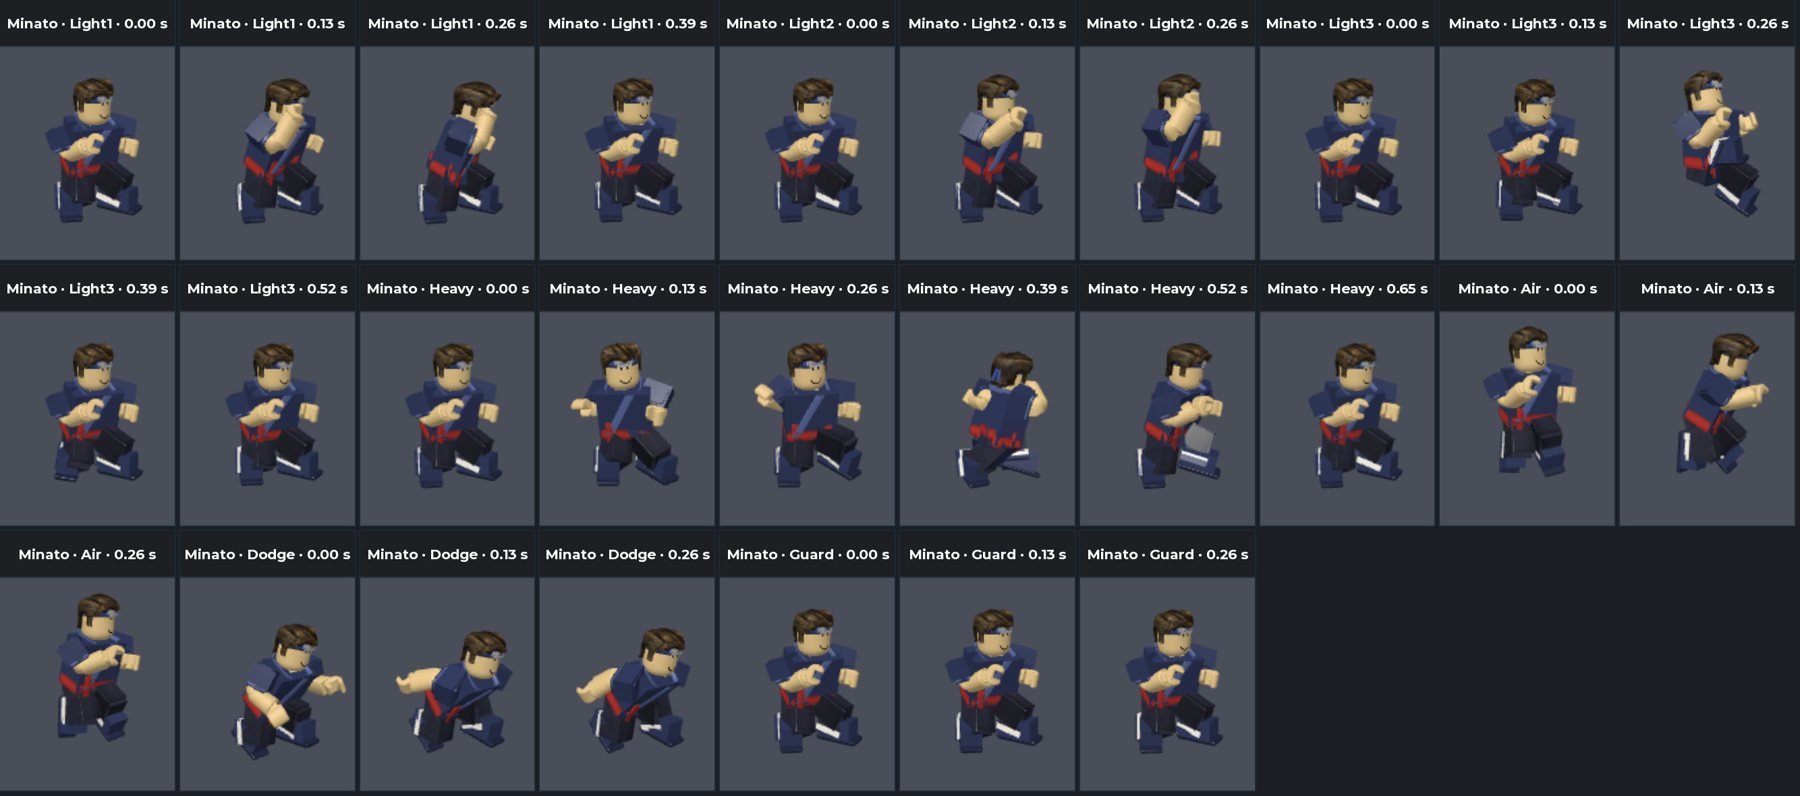 Minato · Light1 · 0.00 s
Minato · Light1 · 0.13 s
Minato · Light1 · 0.26 s
Minato · Light1 · 0.39 s
Minato · Light2 · 0.00 s
Minato · Light2 · 0.13 s
Minato · Light2 · 0.26 s
Minato · Light3 · 0.00 s
Minato · Light3 · 0.13 s
Minato · Light3 · 0.26 s
Minato · Light3 · 0.39 s
Minato · Light3 · 0.52 s
Minato · Heavy · 0.00 s
Minato · Heavy · 0.13 s
Minato · Heavy · 0.26 s
Minato · Heavy · 0.39 s
Minato · Heavy · 0.52 s
Minato · Heavy · 0.65 s
Minato · Air · 0.00 s
Minato · Air · 0.13 s
Minato · Air · 0.26 s
Minato · Dodge · 0.00 s
Minato · Dodge · 0.13 s
Minato · Dodge · 0.26 s
Minato · Guard · 0.00 s
Minato · Guard · 0.13 s
Minato · Guard · 0.26 s